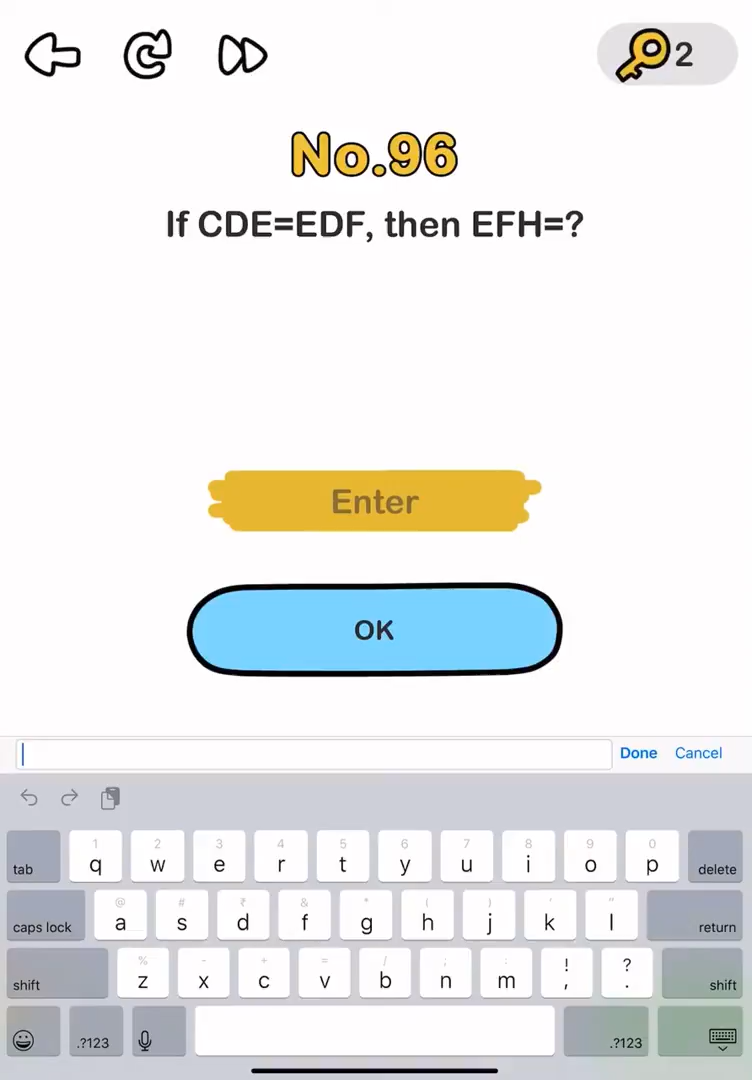 2
No.96
If CDE=EDF, then EFH=?
Enter
OK
Done Cancel
1 2 3 4 5 6 7 8 9 0
tab q w e r t y u i o p delete
@ # ₹ & * ( ) ' "
caps lock a s d f g h j k l return
% - + = / ; : ! ?
shift z x c v b n m , . shift
.?123 .?123